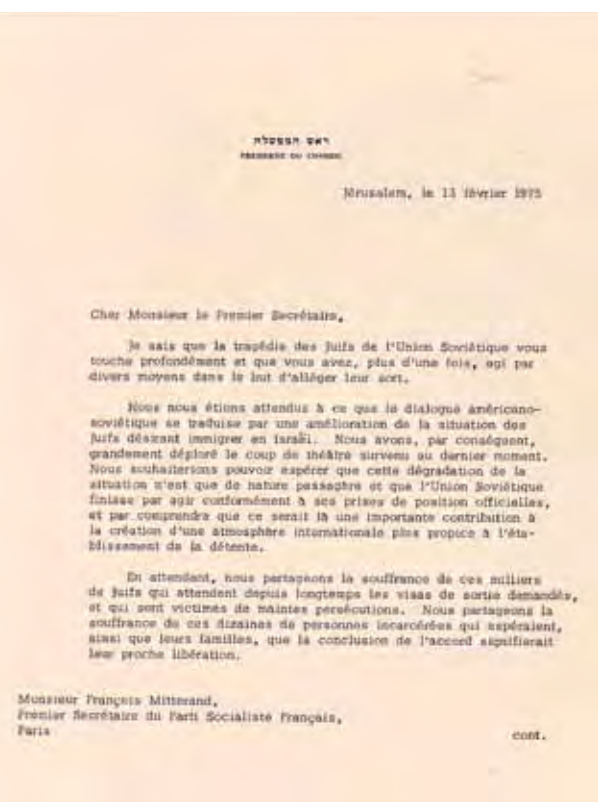 ראש הממשלה
PRESIDENT DU CONSEIL
Jérusalem, le 13 février 1975
Cher Monsieur le Premier Secrétaire,
Je sais que la tragédie des Juifs de l'Union Soviétique vous
touche profondément et que vous avez, plus d'une fois, agi par
divers moyens dans le but d'alléger leur sort.
Nous nous étions attendus à ce que le dialogue américano-
soviétique se traduise par une amélioration de la situation des
Juifs désirant immigrer en Israël. Nous avons, par conséquent,
grandement déploré le coup de théâtre survenu au dernier moment.
Nous souhaiterions pouvoir espérer que cette dégradation de la
situation n'est que de nature passagère et que l'Union Soviétique
finisse par agir conformément à ses prises de position officielles,
et par comprendre que ce serait là une importante contribution à
la création d'une atmosphère internationale plus propice à l'éta-
blissement de la détente.
En attendant, nous partageons la souffrance de ces milliers
de Juifs qui attendent depuis longtemps les visas de sortie demandés,
et qui sont victimes de maintes persécutions. Nous partageons la
souffrance de ces dizaines de personnes incarcérées qui espéraient,
ainsi que leurs familles, que la conclusion de l'accord signifierait
leur proche libération.
Monsieur François Mitterand,
Premier Secrétaire du Parti Socialiste Français,
Paris
cont.